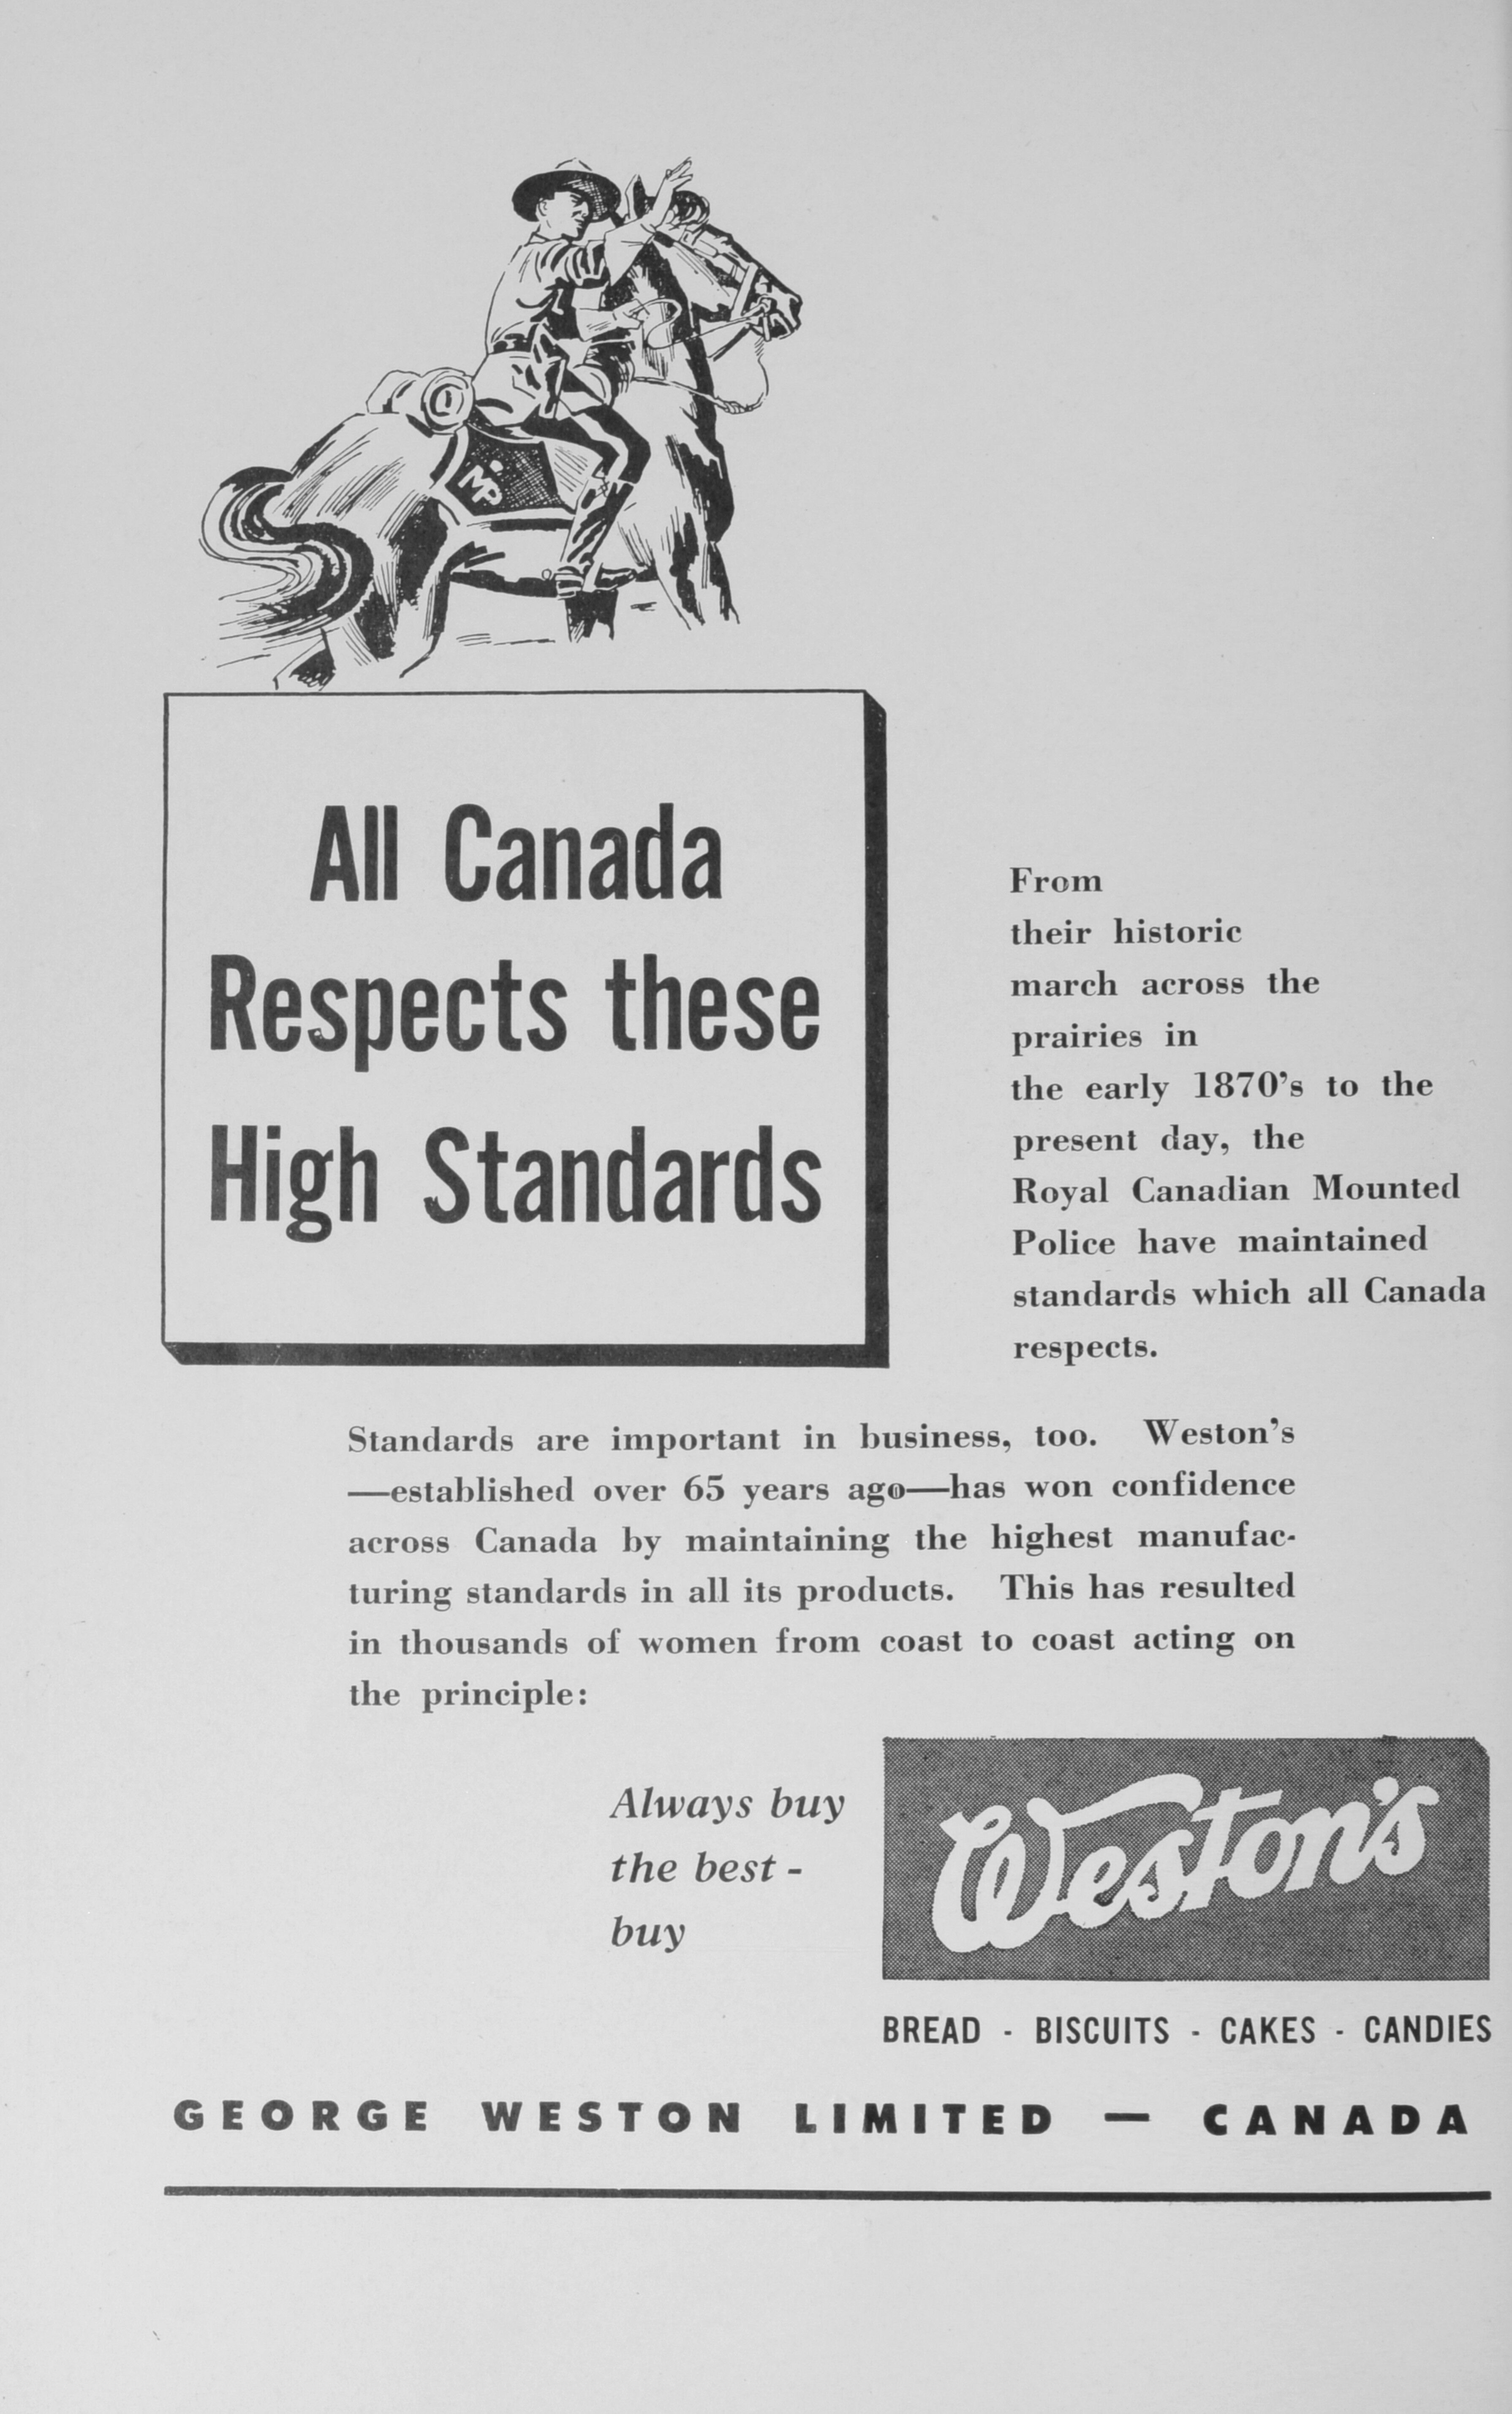 MP
All Canada
Respects these
High Standards
From
their historic
march across the
prairies in
the early 1870's to the
present day, the
Royal Canadian Mounted
Police have maintained
standards which all Canada
respects.
Standards are important in business, too. Weston's
—established over 65 years ago—has won confidence
across Canada by maintaining the highest manufac-
turing standards in all its products. This has resulted
in thousands of women from coast to coast acting on
the principle:
Always buy
the best -
buy
Weston's
BREAD - BISCUITS - CAKES - CANDIES
GEORGE WESTON LIMITED — CANADA